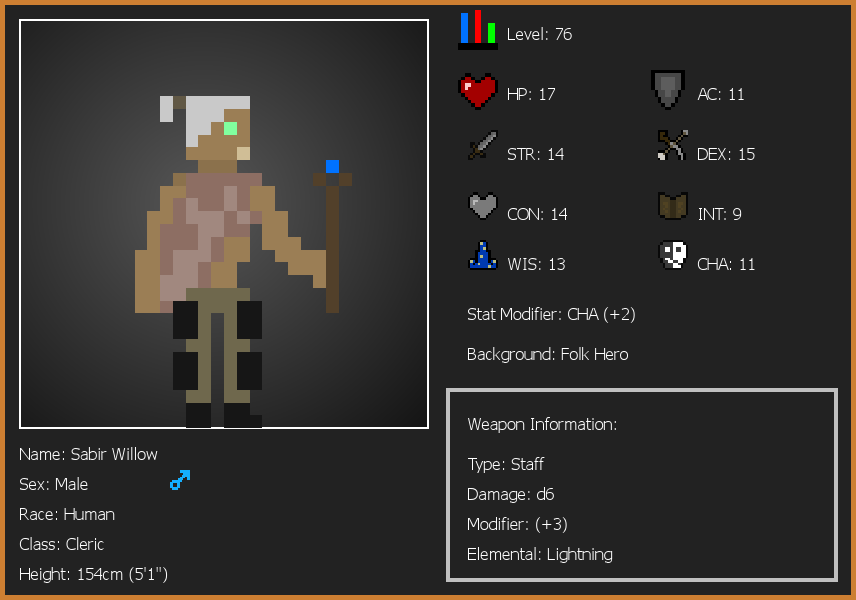 Level: 76
HP: 17
AC: 11
STR: 14
DEX: 15
CON: 14
INT: 9
WIS: 13
CHA: 11
Stat Modifier: CHA (+2)
Background: Folk Hero
Weapon Information:
Type: Staff
Damage: d6
Modifier: (+3)
Elemental: Lightning
Name: Sabir Willow
Sex: Male
Race: Human
Class: Cleric
Height: 154cm (5'1")